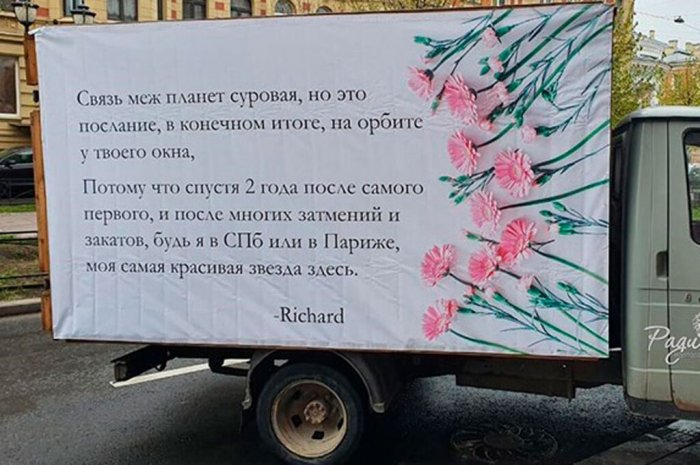 Связь меж планет суровая, но это
послание, в конечном итоге, на орбите
у твоего окна,
Потому что спустя 2 года после самого
первого, и после многих затмений и
закатов, будь я в СПб или в Париже,
моя самая красивая звезда здесь.
-Richard